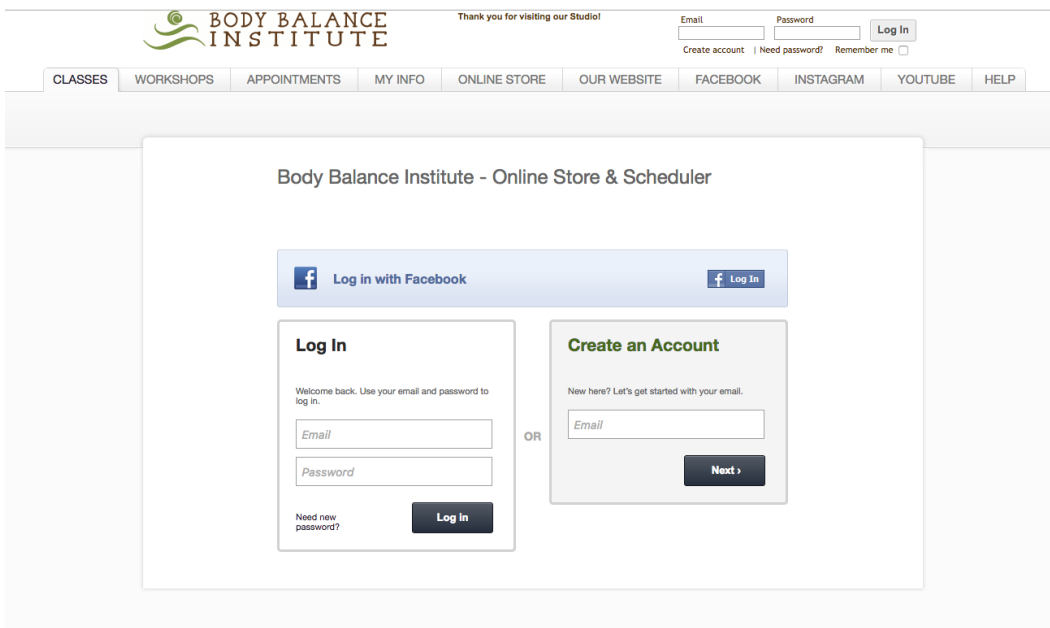 BODY BALANCE
INSTITUTE
Thank you for visiting our Studio!
Email
Password
Log In
Create account | Need password? Remember me
CLASSES WORKSHOPS APPOINTMENTS MY INFO ONLINE STORE OUR WEBSITE FACEBOOK INSTAGRAM YOUTUBE HELP
Body Balance Institute - Online Store & Scheduler
f Log in with Facebook
f Log In
Log In
Welcome back. Use your email and password to
log in.
Email
Password
Need new
password?
Log In
OR
Create an Account
New here? Let's get started with your email.
Email
Next ›